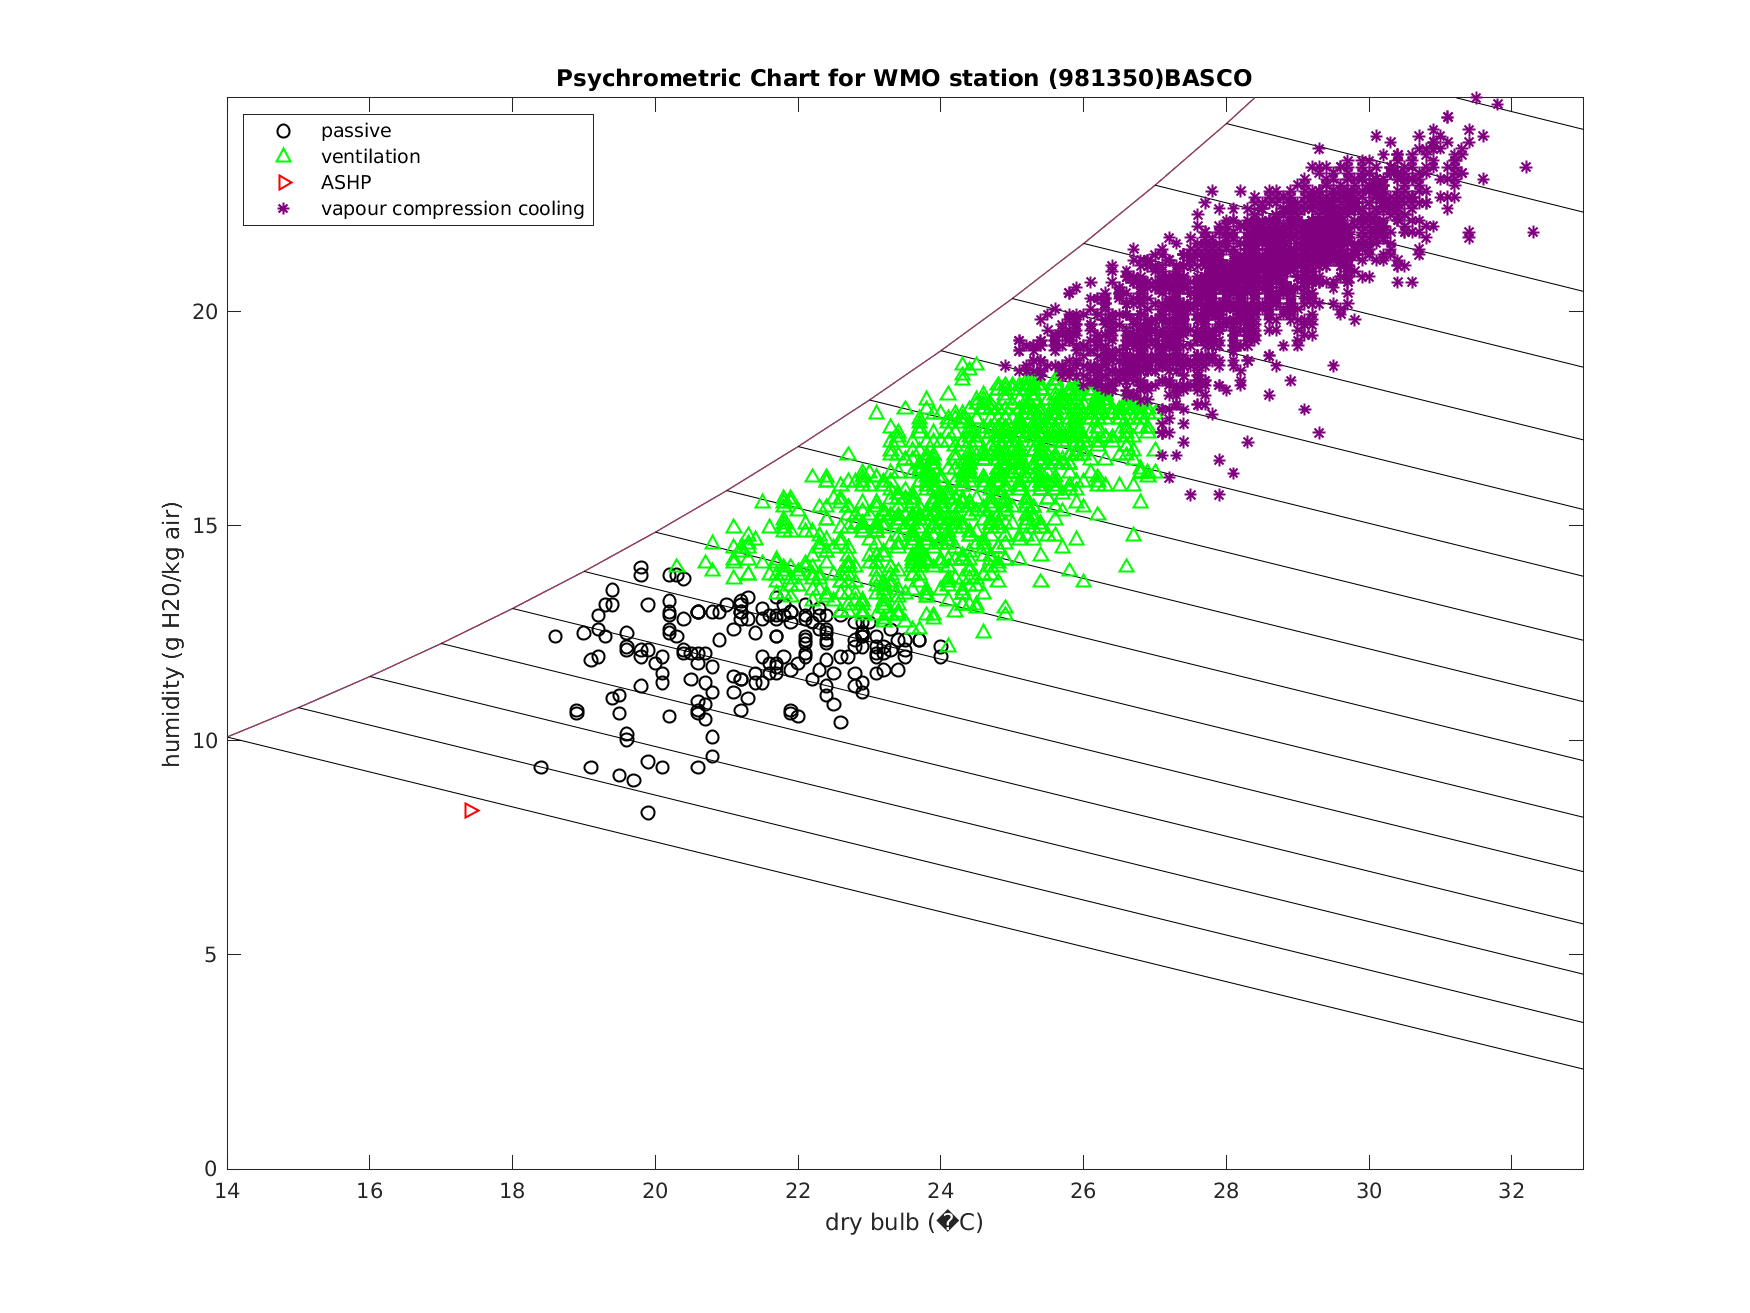 Psychrometric Chart for WMO station (981350)BASCO
passive
ventilation
ASHP
vapour compression cooling
humidity (g H20/kg air)
20
15
10
5
0
14 16 18 20 22 24 26 28 30 32
dry bulb (�C)